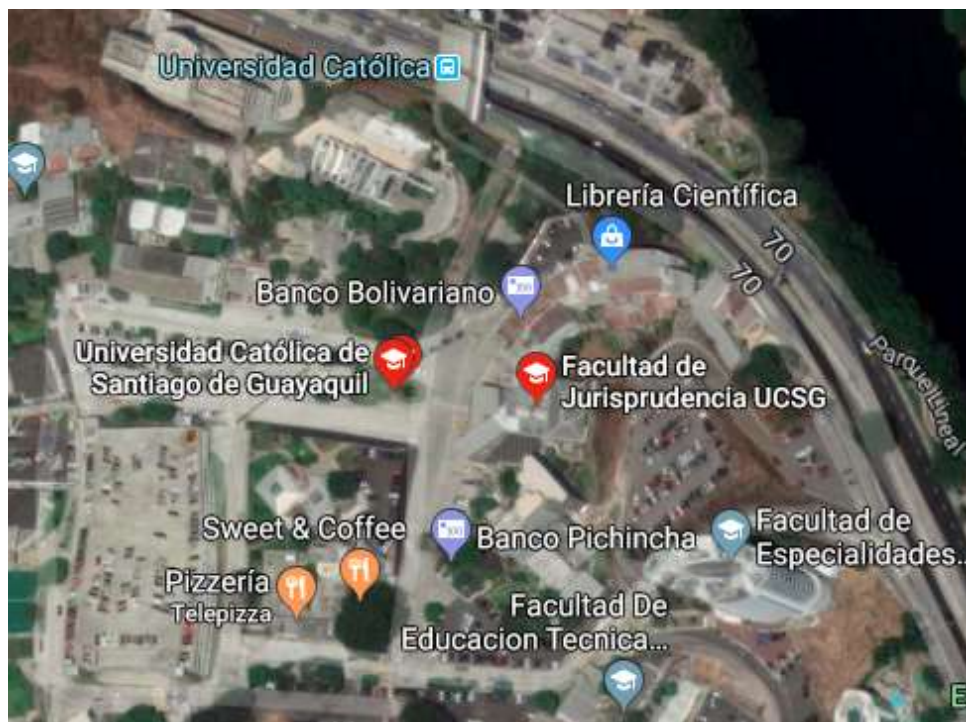 Universidad Católica
Librería Científica
70
70
Banco Bolivariano
Universidad Católica de
Santiago de Guayaquil
Facultad de
Jurisprudencia UCSG
Parque Lineal
Sweet & Coffee
Banco Pichincha
Facultad de
Especialidades...
Pizzería
Telepizza
Facultad De
Educacion Tecnica...
E